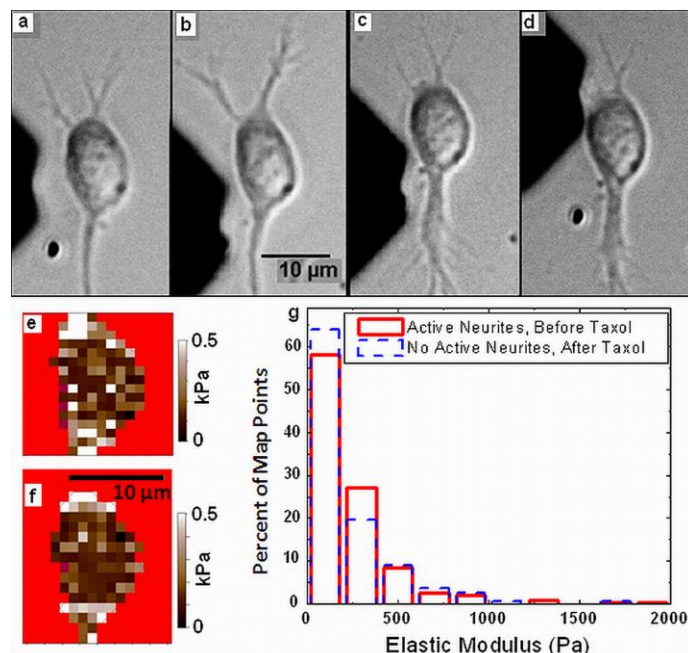 a
b
c
d
10 µm
e
0.5
0
kPa
f
10 µm
0.5
0
kPa
g
Active Neurites, Before Taxol
No Active Neurites, After Taxol
60
50
40
30
20
10
0
Percent of Map Points
0 500 1000 1500 2000
Elastic Modulus (Pa)